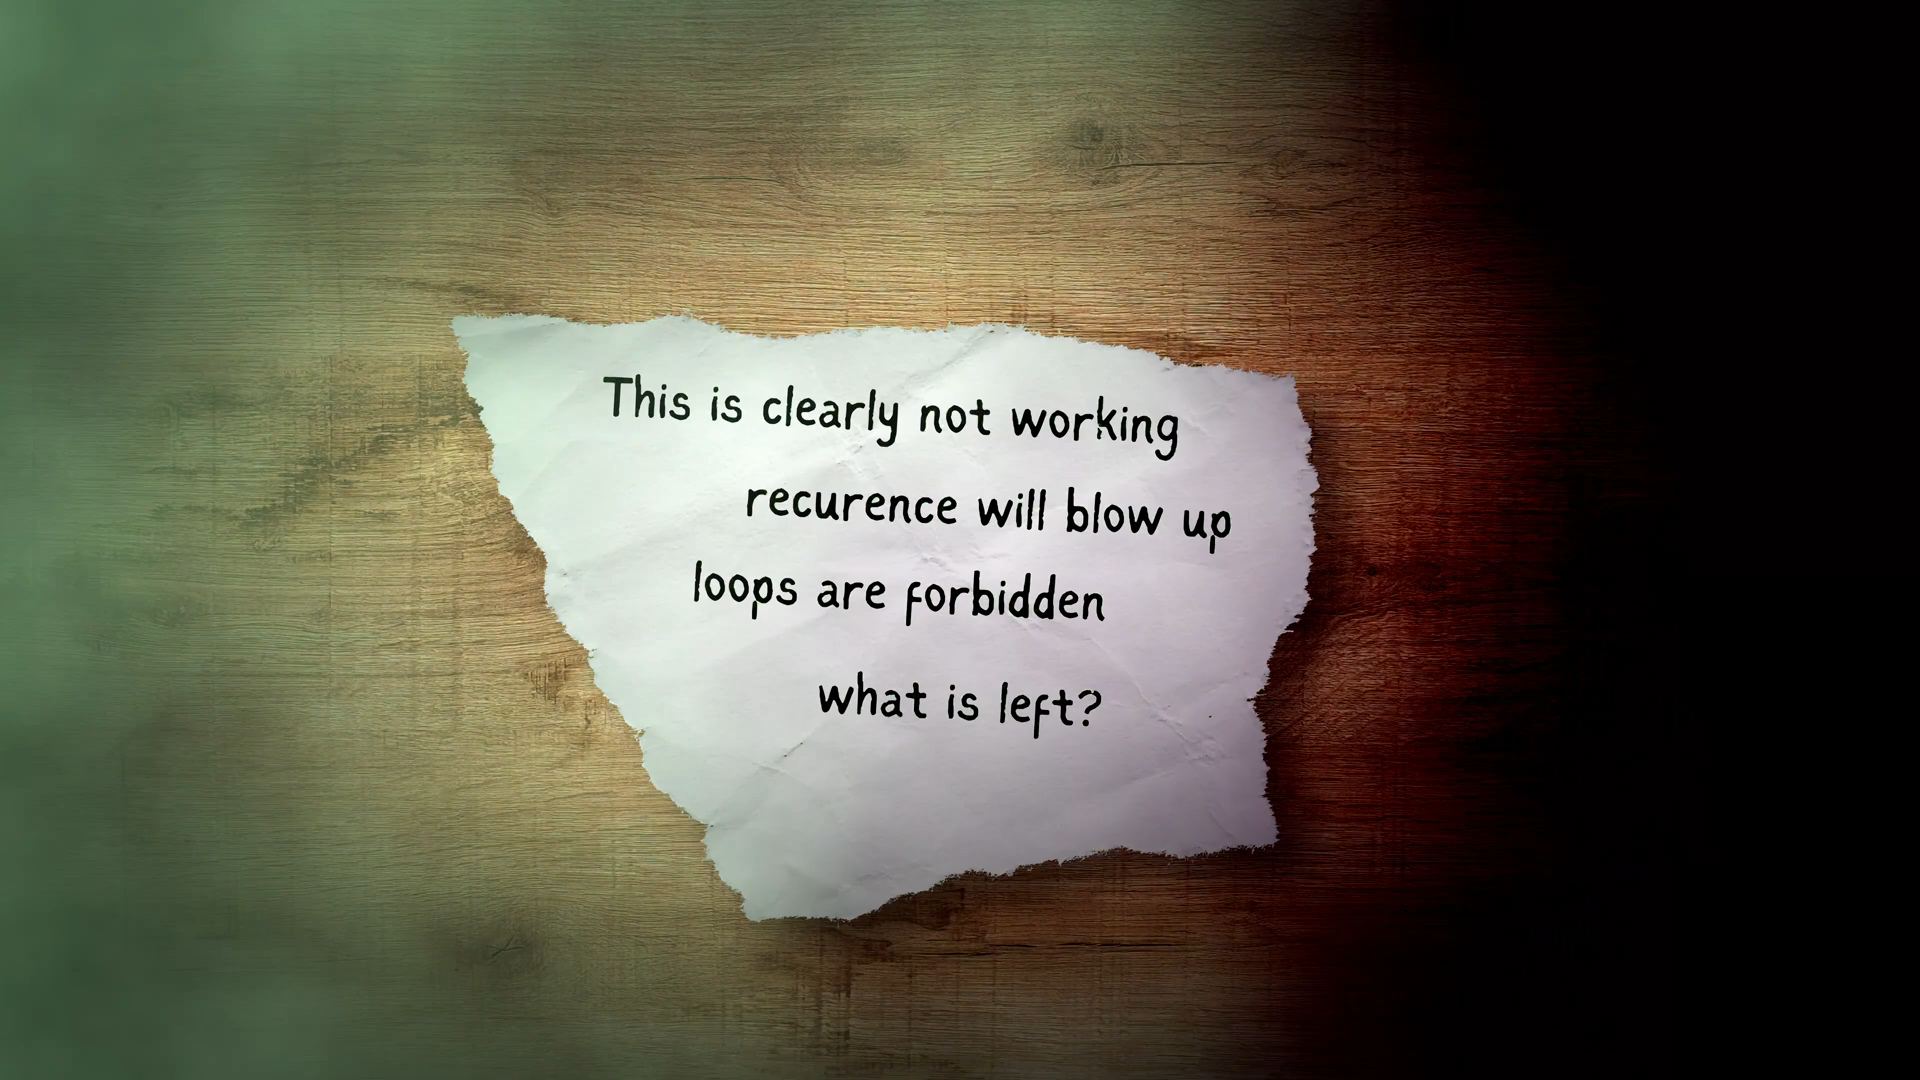 This is clearly not working
recurence will blow up
loops are forbidden
what is left?